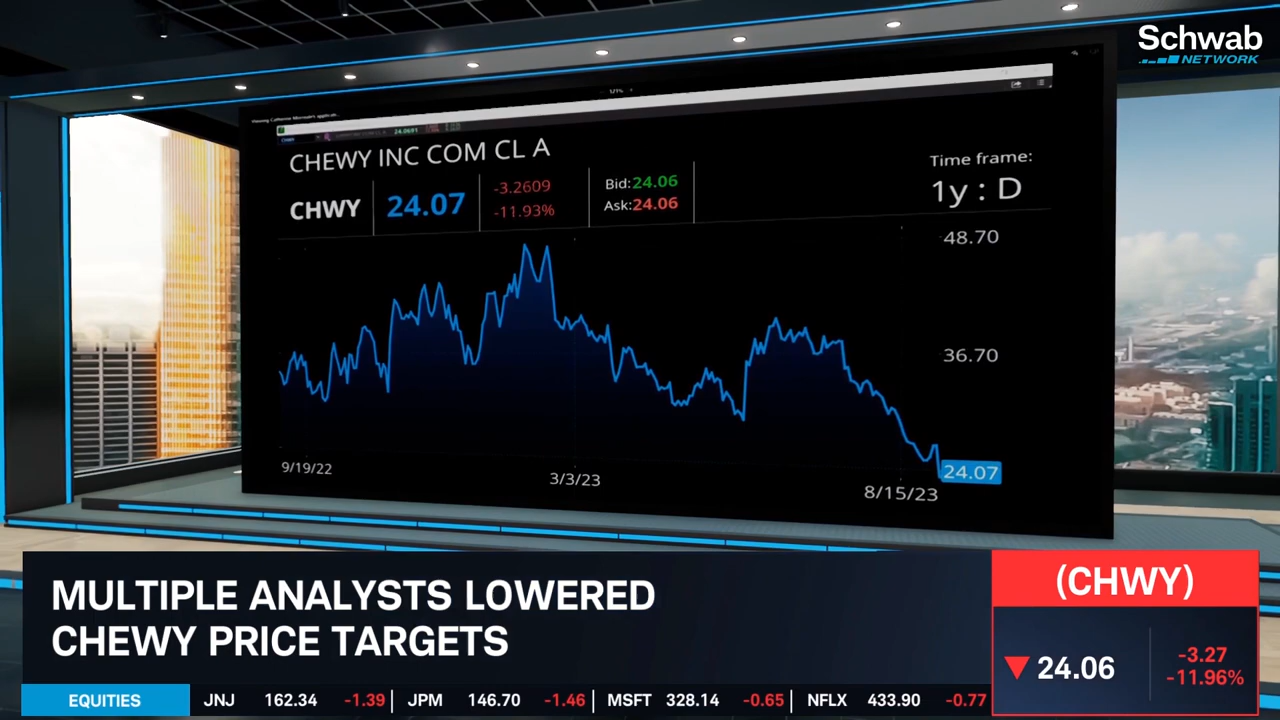 Schwab
NETWORK
CHEWY INC COM CL A
CHWY
24.07
-3.2609
-11.93%
Bid:24.06
Ask:24.06
Time frame:
1y : D
48.70
36.70
24.07
9/19/22
3/3/23
8/15/23
MULTIPLE ANALYSTS LOWERED
CHEWY PRICE TARGETS
(CHWY)
24.06
-3.27
-11.96%
EQUITIES
JNJ 162.34 -1.39 JPM 146.70 -1.46 MSFT 328.14 -0.65 NFLX 433.90 -0.77